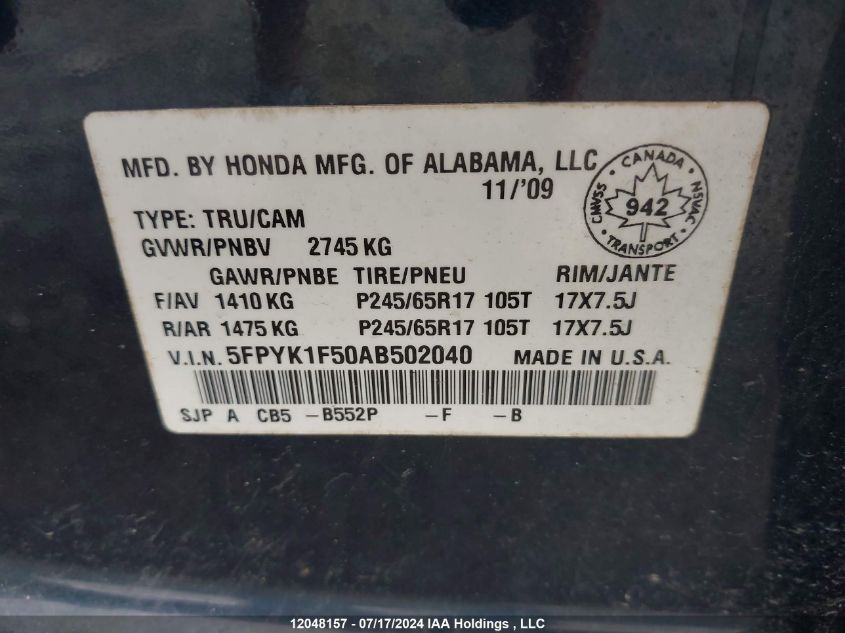 MFD. BY HONDA MFG. OF ALABAMA, LLC
11/'09
CANADA
CMVSS 942 NSVAC
TRANSPORT
TYPE: TRU/CAM
GVWR/PNBV 2745 KG
GAWR/PNBE TIRE/PNEU RIM/JANTE
F/AV 1410 KG P245/65R17 105T 17X7.5J
R/AR 1475 KG P245/65R17 105T 17X7.5J
V.I.N. 5FPYK1F50AB502040 MADE IN U.S.A.
SJP A CB5 -B552P -F -B
12048157 - 07/17/2024 IAA Holdings , LLC